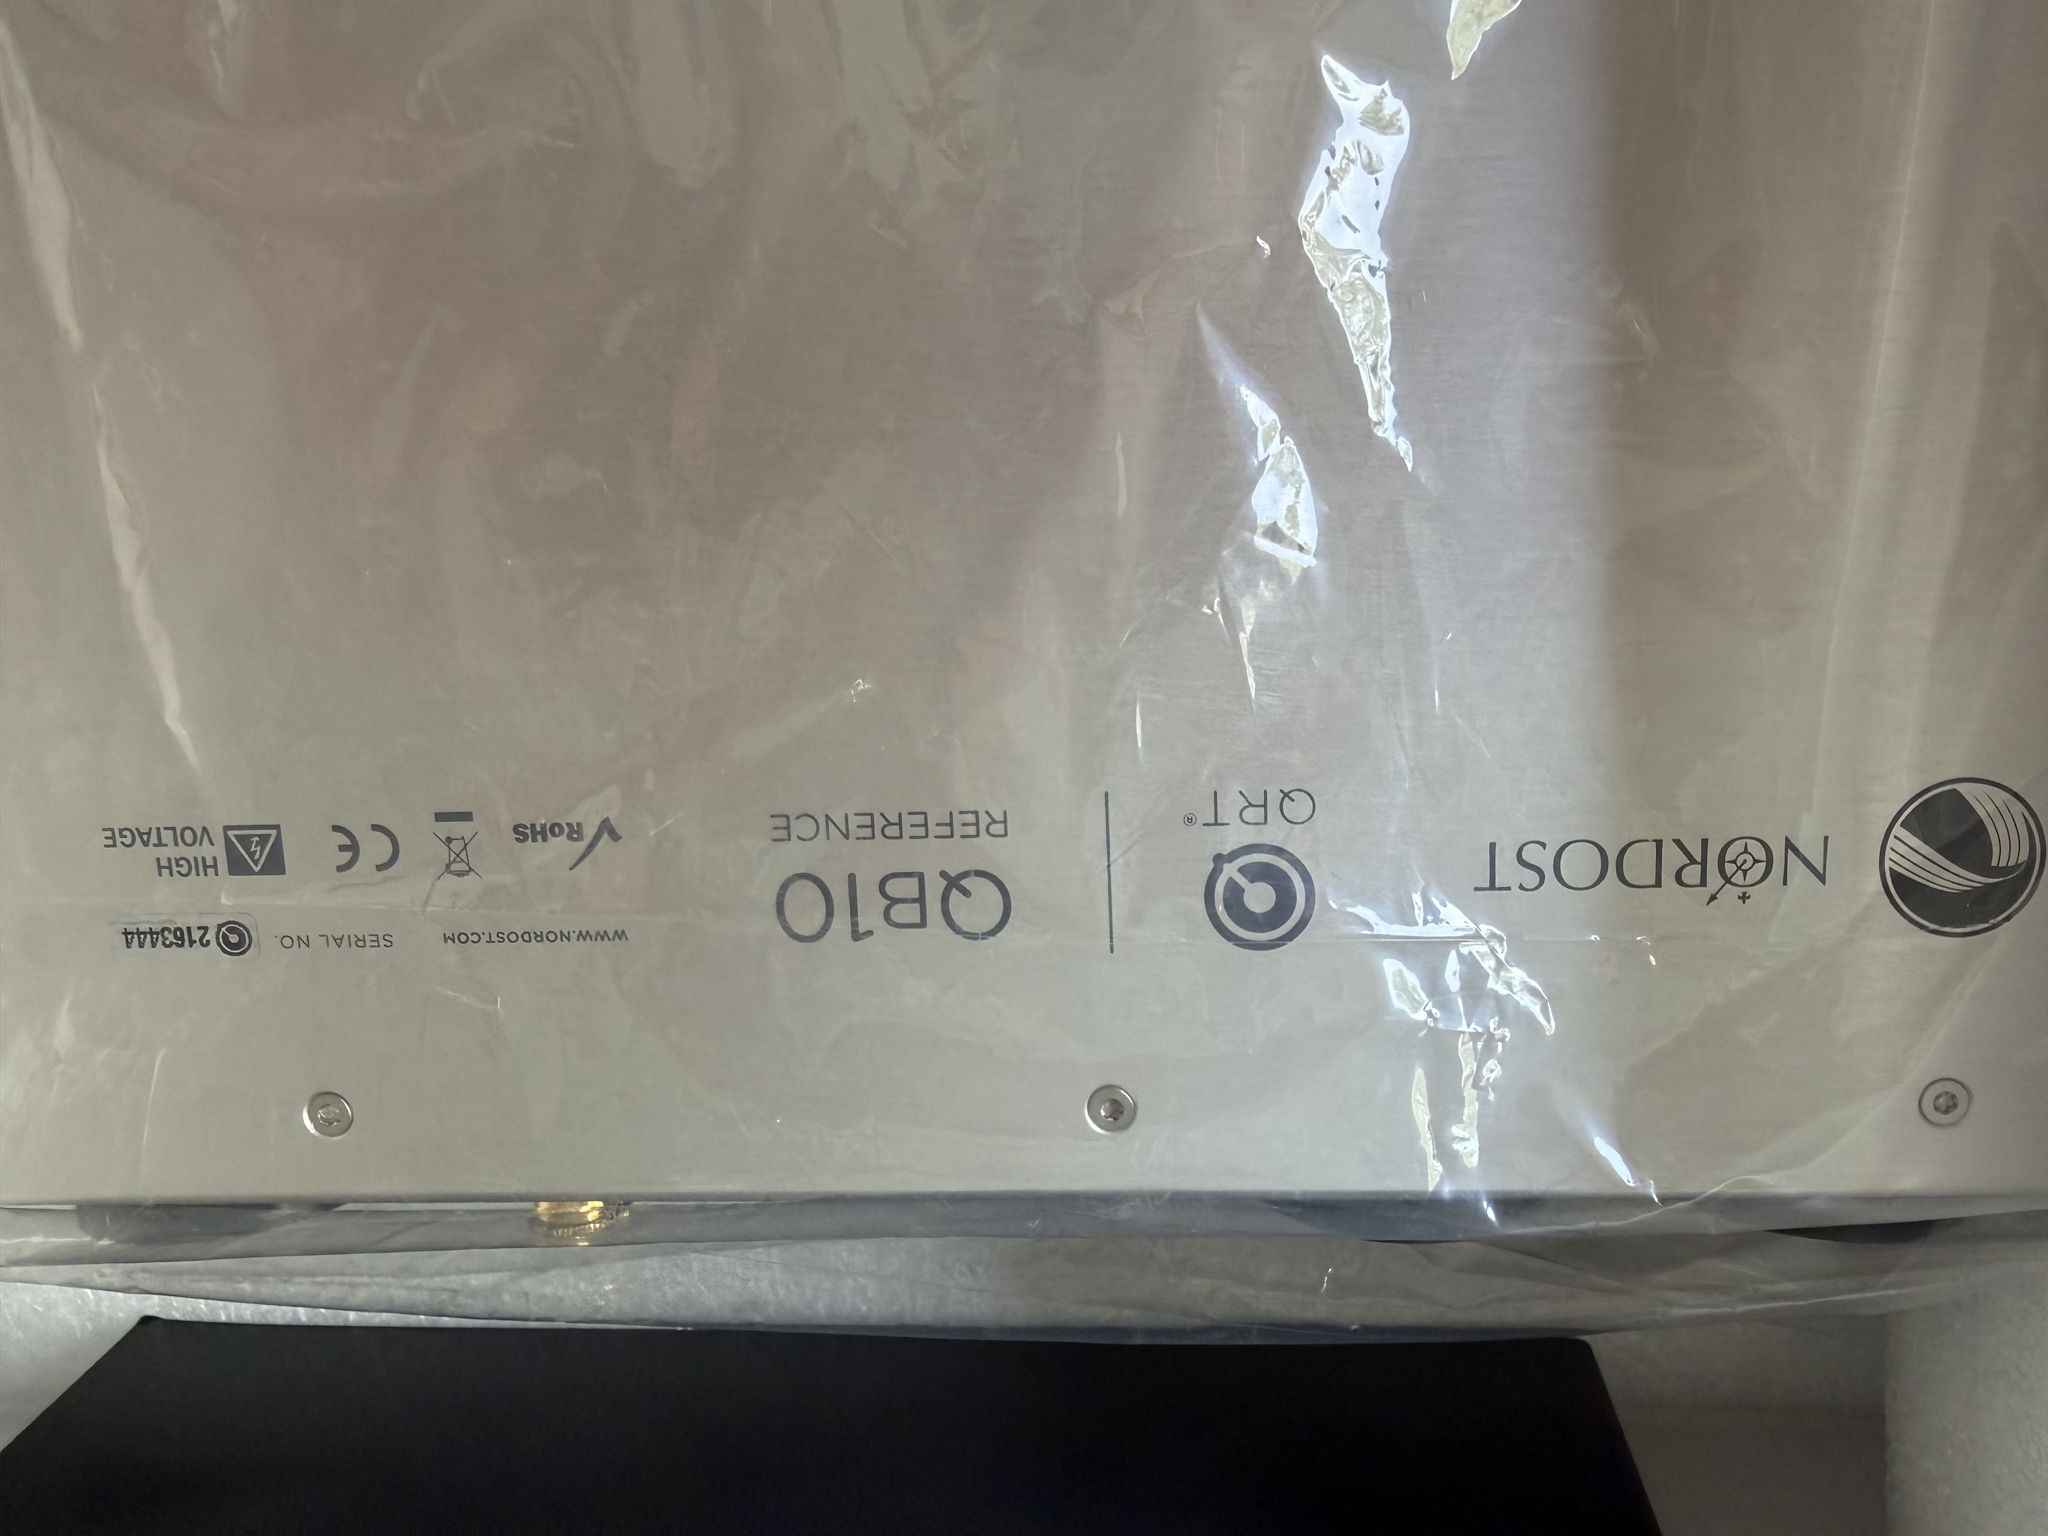 NORDOST
QRT®
QB10
REFERENCE
WWW.NORDOST.COM
SERIAL NO.
2163444
RoHS
CE
HIGH
VOLTAGE